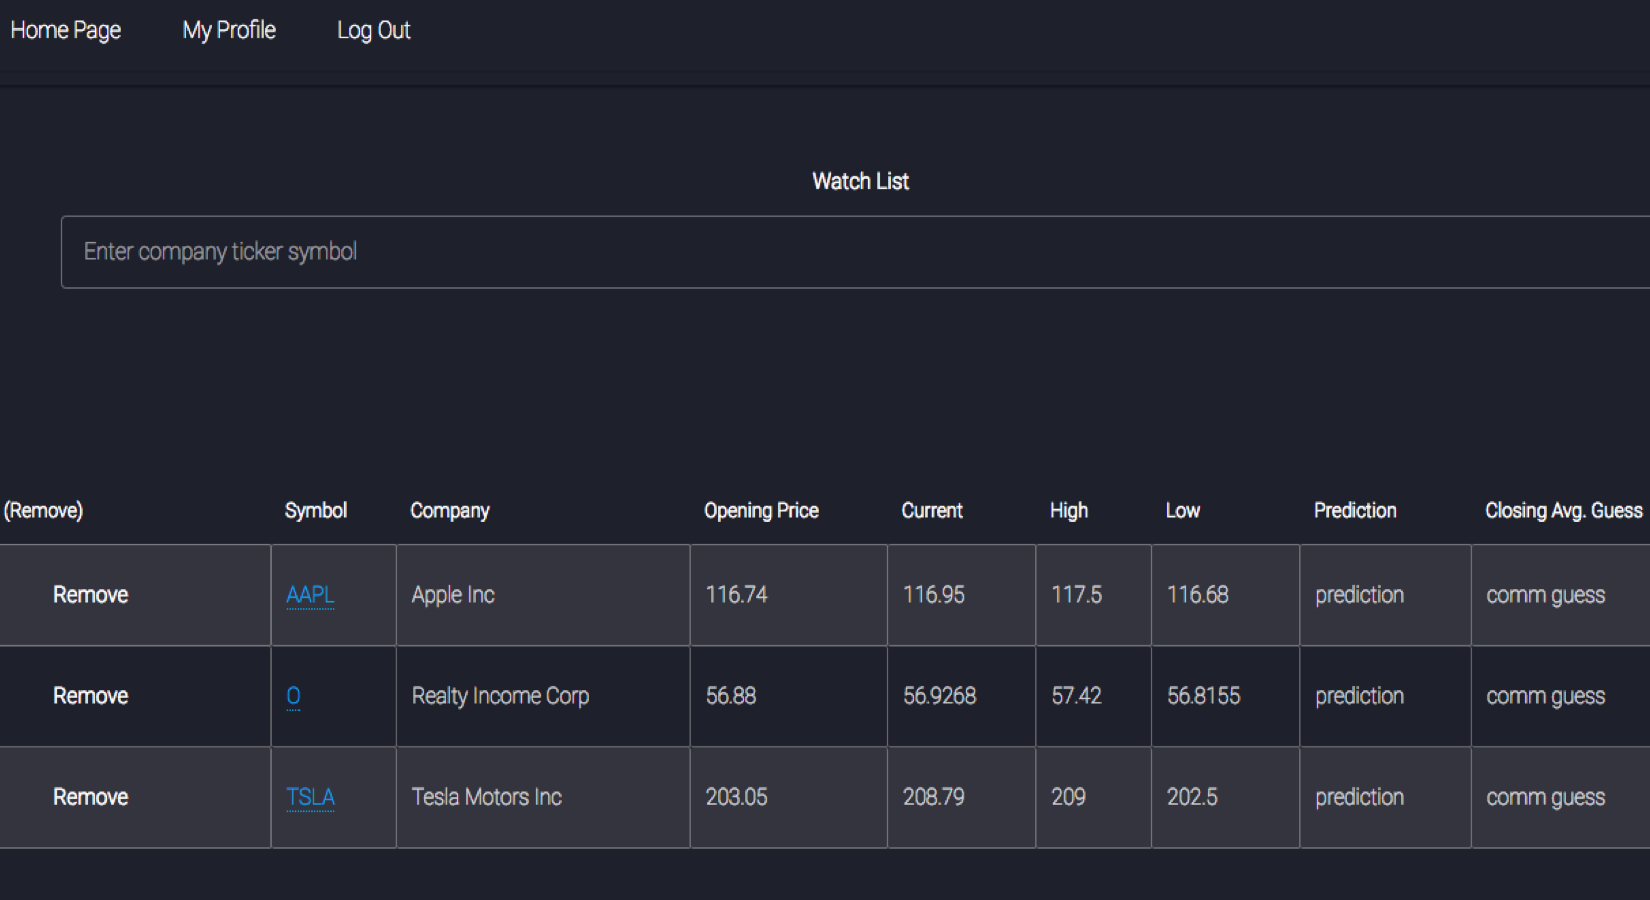 Home Page My Profile Log Out
Watch List
Enter company ticker symbol
(Remove) Symbol Company Opening Price Current High Low Prediction Closing Avg. Guess
Remove AAPL Apple Inc 116.74 116.95 117.5 116.68 prediction comm guess
Remove O Realty Income Corp 56.88 56.9268 57.42 56.8155 prediction comm guess
Remove TSLA Tesla Motors Inc 203.05 208.79 209 202.5 prediction comm guess